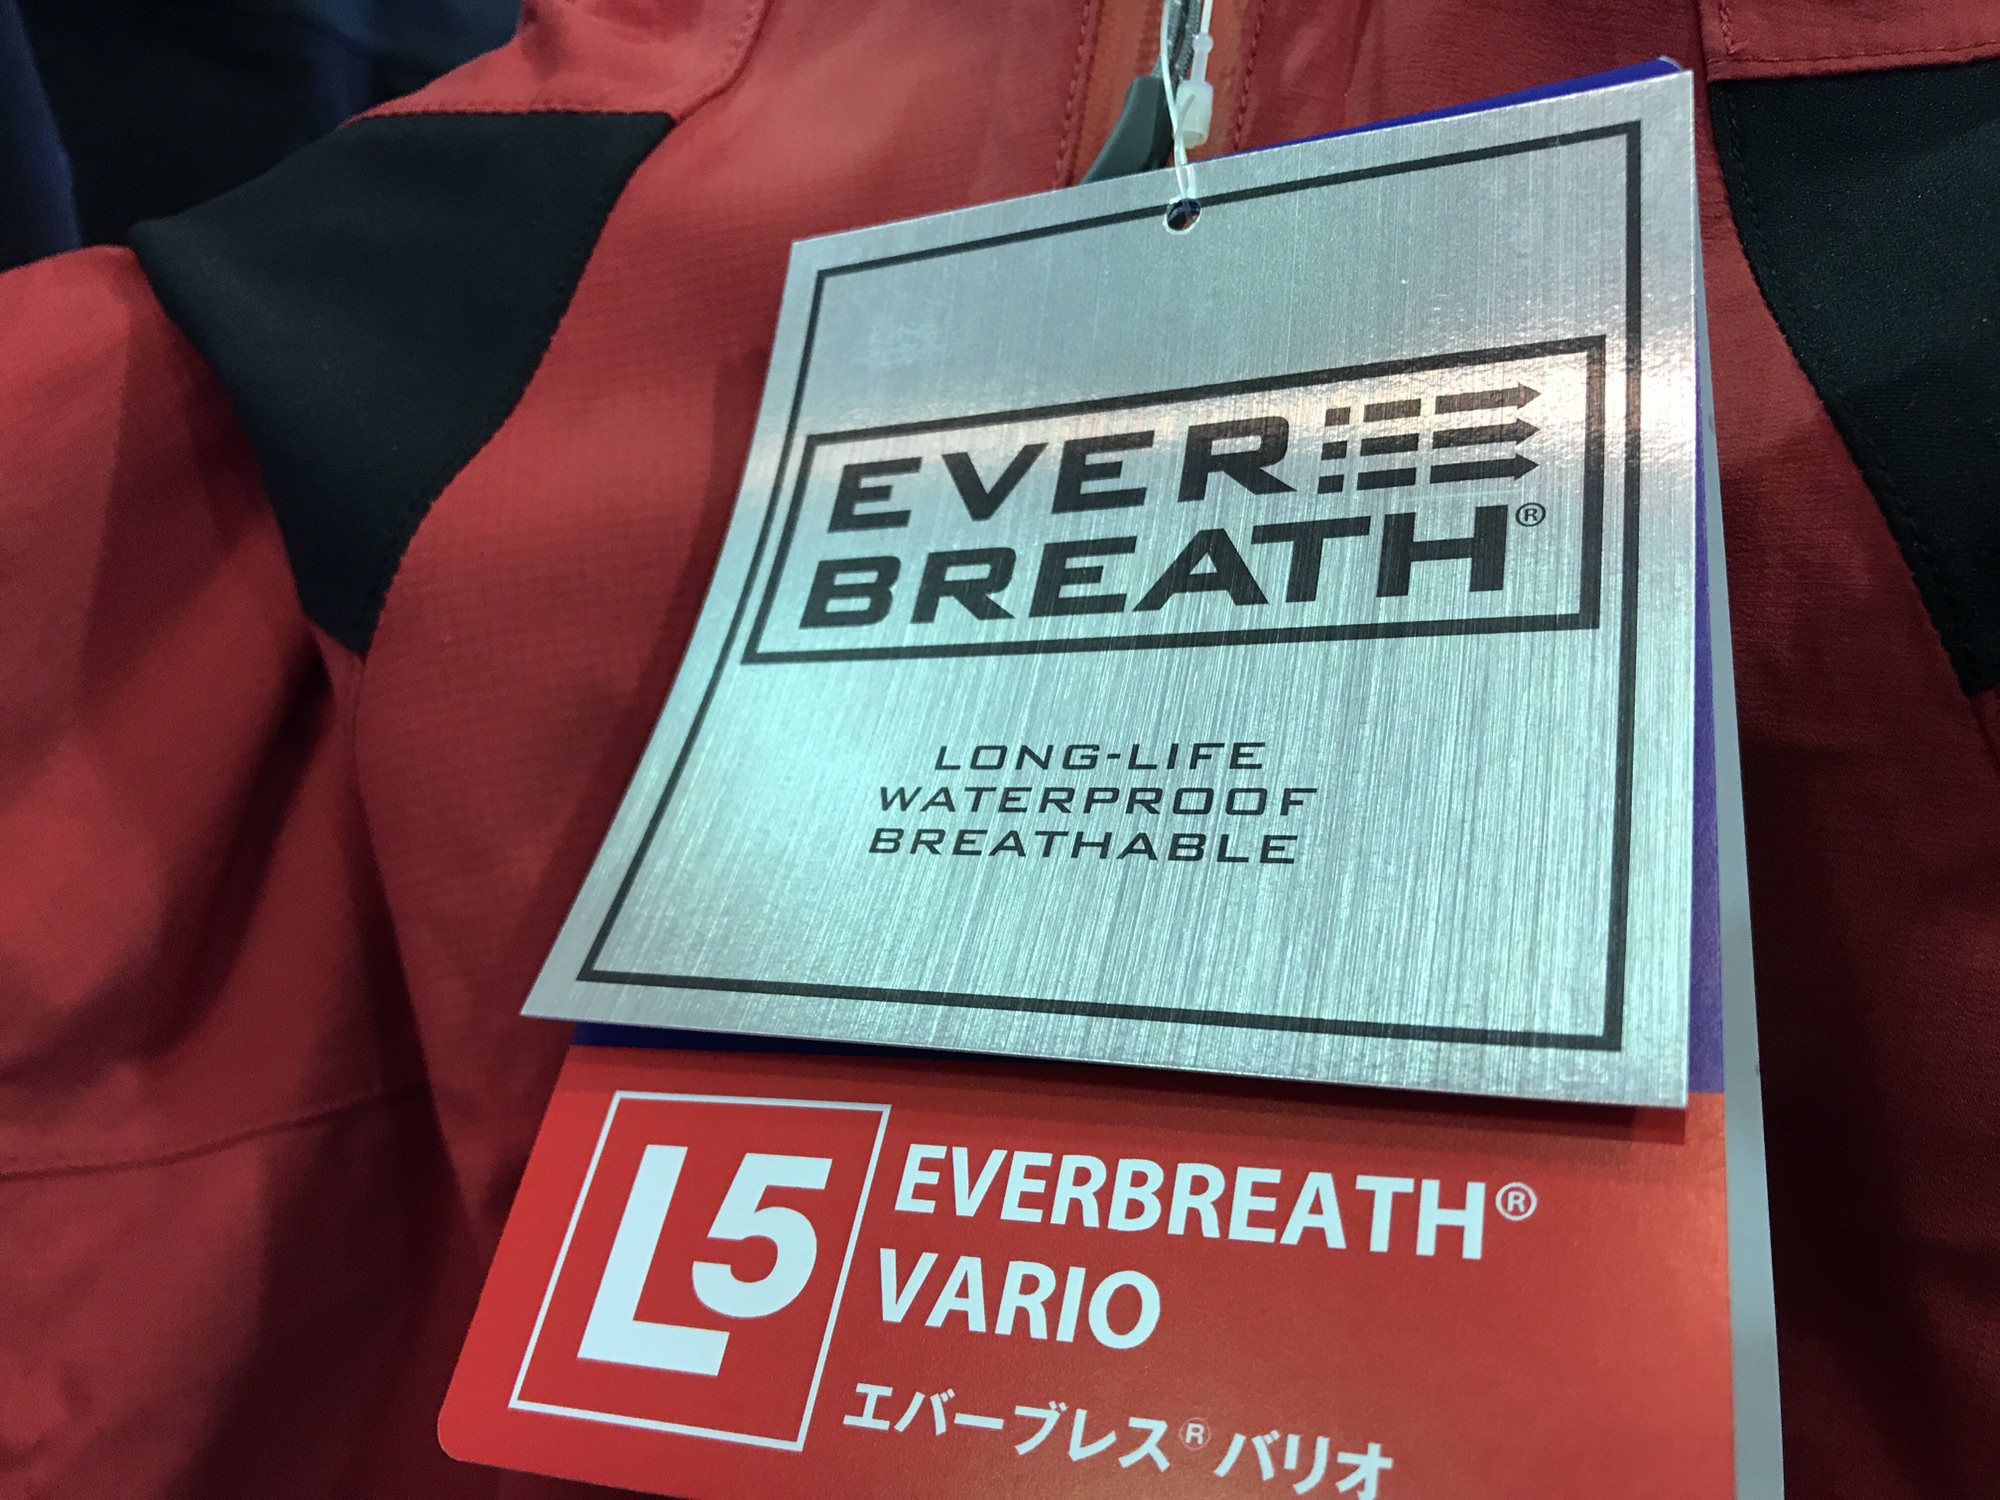 EVER
BREATH®
LONG-LIFE
WATERPROOF
BREATHABLE
L5
EVERBREATH®
VARIO
エバーブレス® バリオ